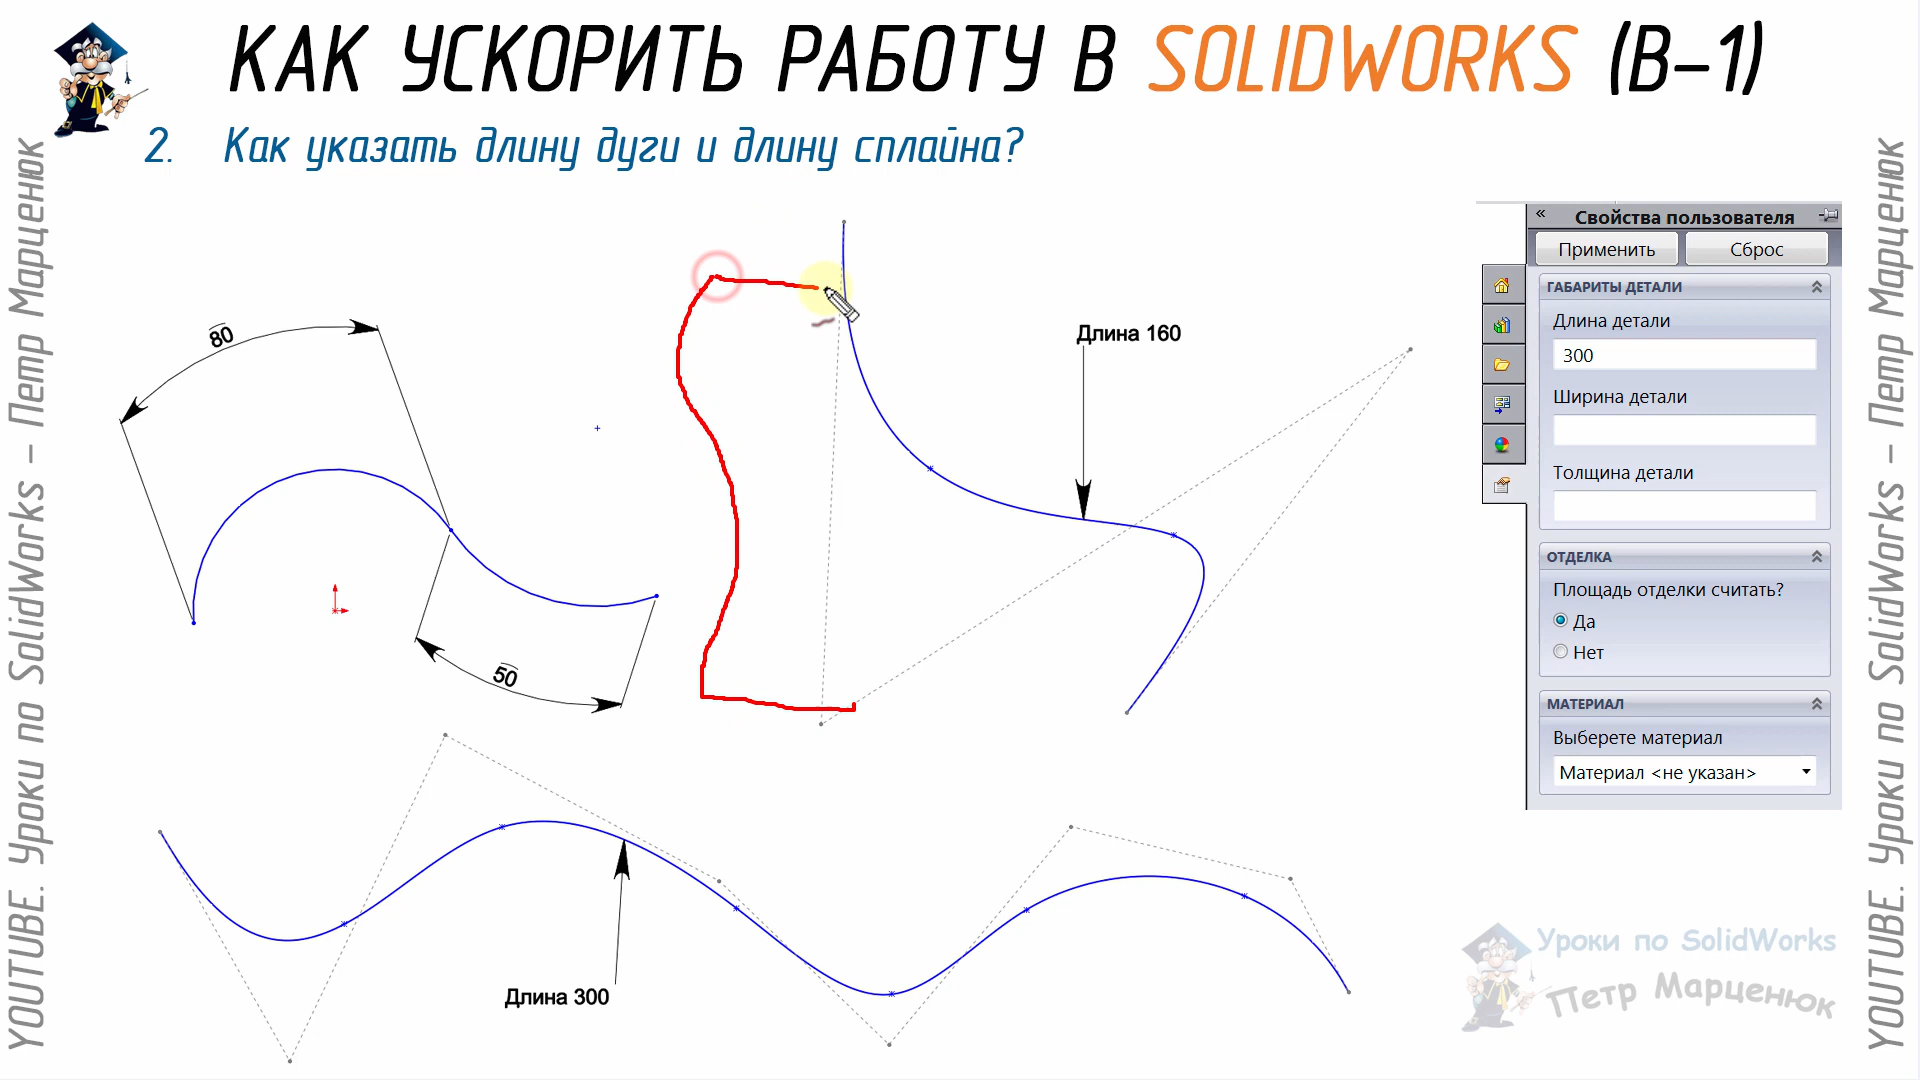 КАК УСКОРИТЬ РАБОТУ В SOLIDWORKS (В-1)
2. Как указать длину дуги и длину сплайна?
YOUTUBE. Уроки по SolidWorks - Петр Марценюк
80
50
Длина 160
Длина 300
Свойства пользователя
Применить Сброс
ГАБАРИТЫ ДЕТАЛИ
Длина детали
300
Ширина детали
Толщина детали
ОТДЕЛКА
Площадь отделки считать?
Да
Нет
МАТЕРИАЛ
Выберете материал
Материал <не указан>
Уроки по SolidWorks
Петр Марценюк
YOUTUBE. Уроки по SolidWorks - Петр Марценюк